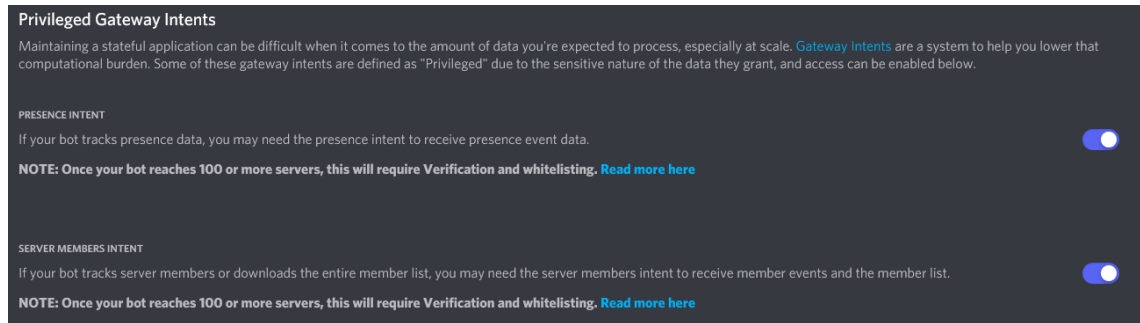 Privileged Gateway Intents
Maintaining a stateful application can be difficult when it comes to the amount of data you're expected to process, especially at scale. Gateway Intents are a system to help you lower that
computational burden. Some of these gateway intents are defined as "Privileged" due to the sensitive nature of the data they grant, and access can be enabled below.
PRESENCE INTENT
If your bot tracks presence data, you may need the presence intent to receive presence event data.
NOTE: Once your bot reaches 100 or more servers, this will require Verification and whitelisting. Read more here
SERVER MEMBERS INTENT
If your bot tracks server members or downloads the entire member list, you may need the server members intent to receive member events and the member list.
NOTE: Once your bot reaches 100 or more servers, this will require Verification and whitelisting. Read more here